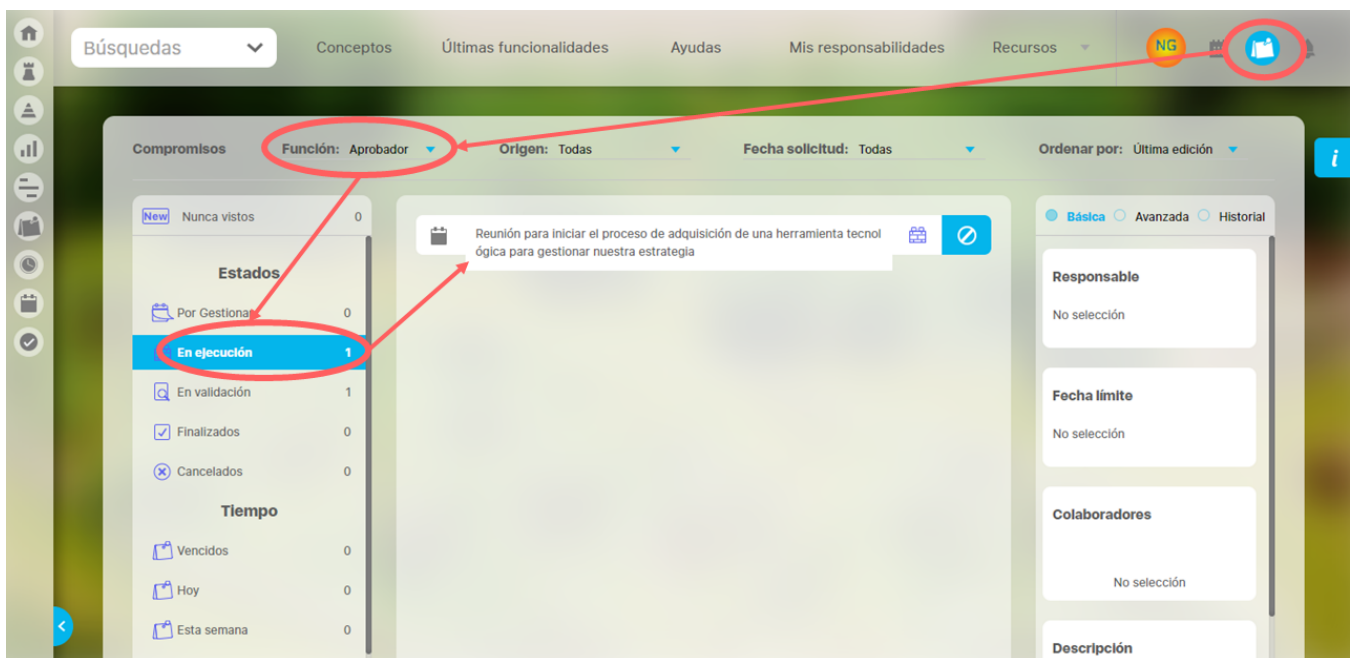 Búsquedas
Conceptos
Últimas funcionalidades
Ayudas
Mis responsabilidades
Recursos
NG
Compromisos
Función: Aprobador
Origen: Todas
Fecha solicitud: Todas
Ordenar por: Última edición
i
New Nunca vistos 0
Estados
Por Gestionar 0
En ejecución 1
En validación 1
Finalizados 0
Cancelados 0
Tiempo
Vencidos 0
Hoy 0
Esta semana 0
Reunión para iniciar el proceso de adquisición de una herramienta tecnol
ógica para gestionar nuestra estrategia
Básica Avanzada Historial
Responsable
No selección
Fecha límite
No selección
Colaboradores
No selección
Descripción